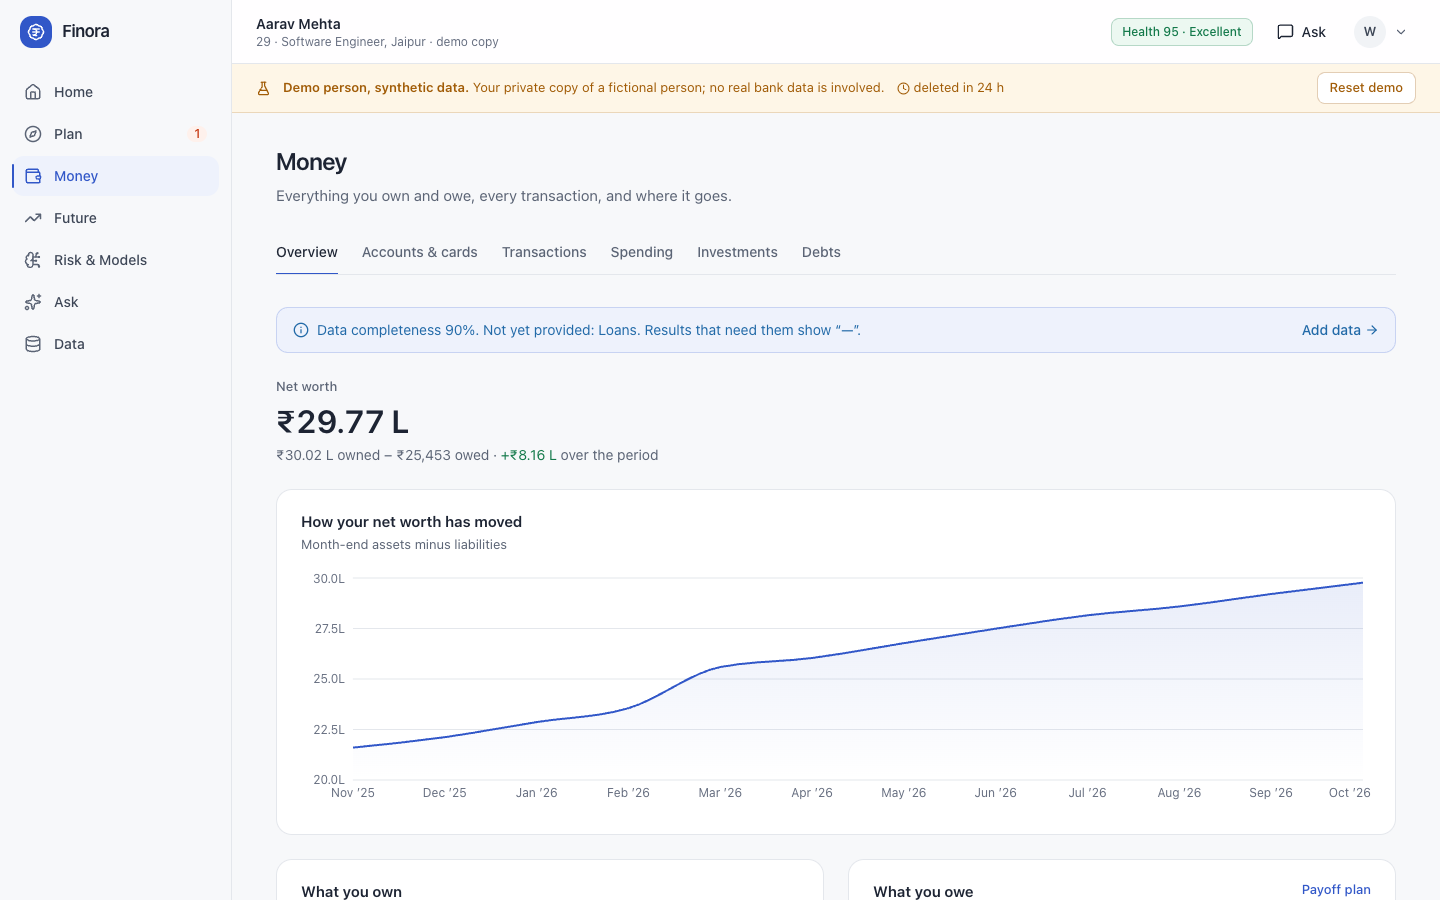 Finora
Home
Plan
1
Money
Future
Risk & Models
Ask
Data
Aarav Mehta
29 · Software Engineer, Jaipur · demo copy
Health 95 · Excellent
Ask
W
Demo person, synthetic data. Your private copy of a fictional person; no real bank data is involved. deleted in 24 h
Reset demo
Money
Everything you own and owe, every transaction, and where it goes.
Overview Accounts & cards Transactions Spending Investments Debts
Data completeness 90%. Not yet provided: Loans. Results that need them show “—”.
Add data →
Net worth
₹29.77 L
₹30.02 L owned – ₹25,453 owed · +₹8.16 L over the period
How your net worth has moved
Month-end assets minus liabilities
30.0L
27.5L
25.0L
22.5L
20.0L
Nov ’25 Dec ’25 Jan ’26 Feb ’26 Mar ’26 Apr ’26 May ’26 Jun ’26 Jul ’26 Aug ’26 Sep ’26 Oct ’26
What you own
What you owe
Payoff plan